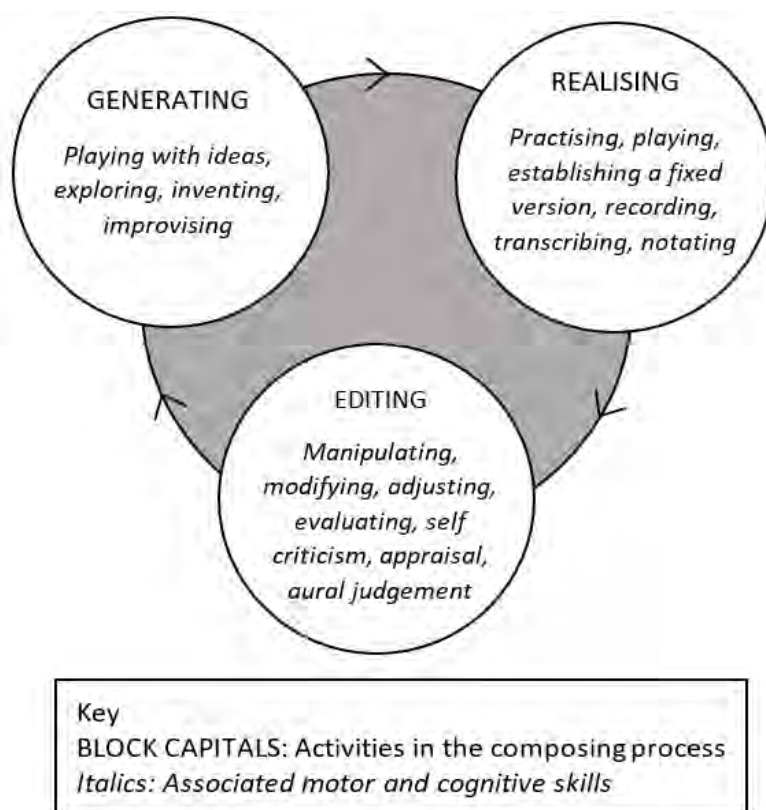 GENERATING
Playing with ideas,
exploring, inventing,
improvising
REALISING
Practising, playing,
establishing a fixed
version, recording,
transcribing, notating
EDITING
Manipulating,
modifying, adjusting,
evaluating, self
criticism, appraisal,
aural judgement
Key
BLOCK CAPITALS: Activities in the composing process
Italics: Associated motor and cognitive skills